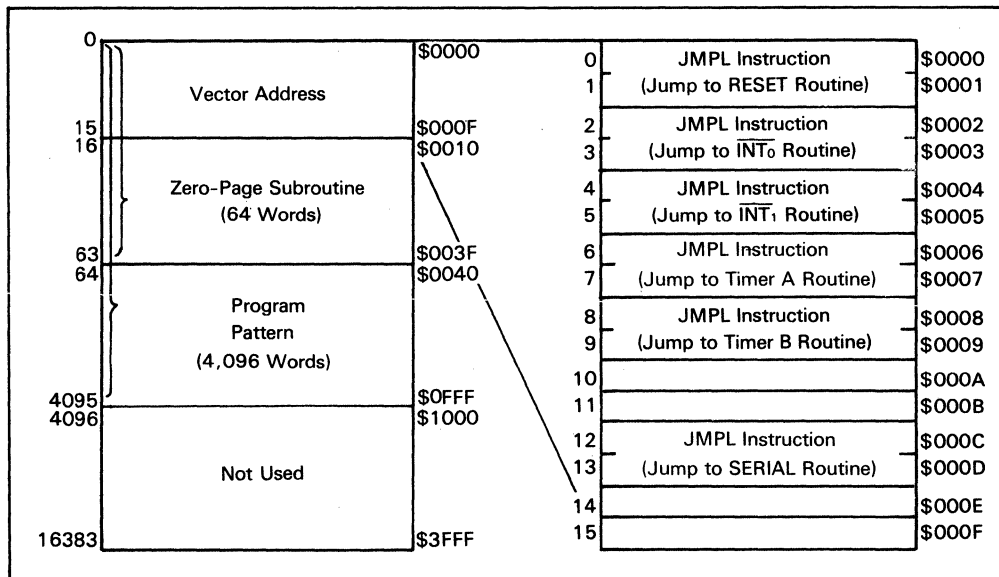 0
$0000
Vector Address
15
$000F
16
$0010
Zero-Page Subroutine
(64 Words)
63
$003F
64
$0040
Program
Pattern
(4,096 Words)
4095
$0FFF
4096
$1000
Not Used
16383
$3FFF
0
JMPL Instruction
$0000
1
(Jump to RESET Routine)
$0001
2
JMPL Instruction
$0002
3
(Jump to INT0 Routine)
$0003
4
JMPL Instruction
$0004
5
(Jump to INT1 Routine)
$0005
6
JMPL Instruction
$0006
7
(Jump to Timer A Routine)
$0007
8
JMPL Instruction
$0008
9
(Jump to Timer B Routine)
$0009
10
$000A
11
$000B
12
JMPL Instruction
$000C
13
(Jump to SERIAL Routine)
$000D
14
$000E
15
$000F